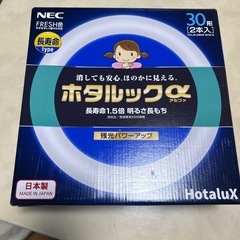 NEC
FRESH色
長寿命
type
30形
[2本入]
消しても安心、ほのかに見える。
ホタルックα
アルファ
長寿命1.5倍 明るさ長もち
残光パワーアップ
日本製
MADE IN JAPAN
HotaluX